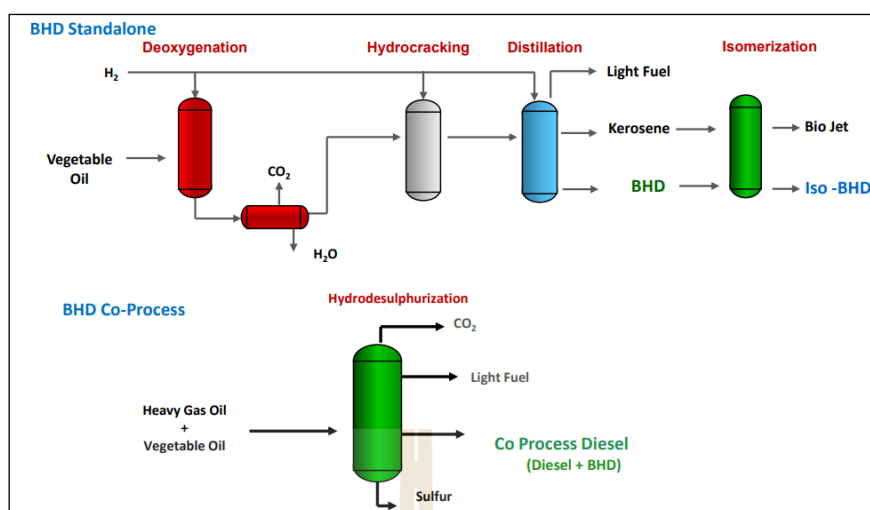 BHD Standalone
Deoxygenation
Hydrocracking
Distillation
Isomerization
H2
Light Fuel
Vegetable
Oil
CO2
Kerosene
Bio Jet
BHD
Iso -BHD
H2O
Hydrodesulphurization
BHD Co-Process
CO2
Light Fuel
Heavy Gas Oil
+
Vegetable Oil
Co Process Diesel
(Diesel + BHD)
Sulfur